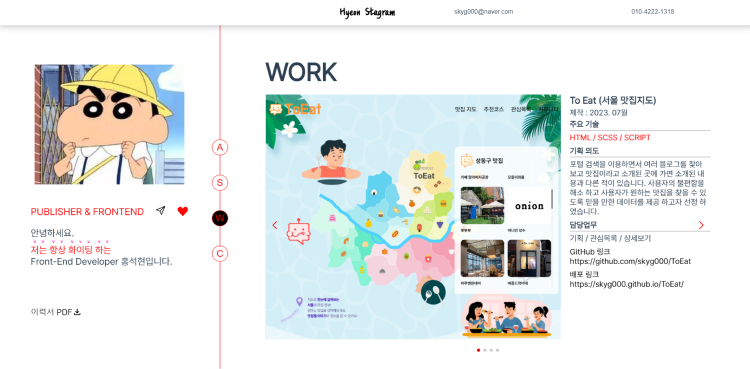 Hyeon Stagram
skyg000@naver.com
010-4222-1318
PUBLISHER & FRONTEND
안녕하세요.
저는 항상 화이팅 하는
Front-End Developer 홍석현입니다.
이력서 PDF
A
S
W
C
WORK
ToEat
맛집 지도 추천코스 관심목록
ToEat
성동구 맛집
onion
To Eat (서울 맛집지도)
제작 : 2023. 07월
주요 기술
HTML / SCSS / SCRIPT
기획 의도
포털 검색을 이용하면서 여러 블로그를 찾아
보고 맛집이라고 소개된 곳에 가면 소개된 내
용과 다른 적이 있습니다. 사용자의 불편함을
해소 하고 사용자가 원하는 맛집을 찾을 수 있
도록 믿을 만한 데이터를 제공 하고자 선정 하
였습니다.
담당업무
기획 / 관심목록 / 상세보기
GitHub 링크
https://github.com/skyg000/ToEat
배포 링크
https://skyg000.github.io/ToEat/